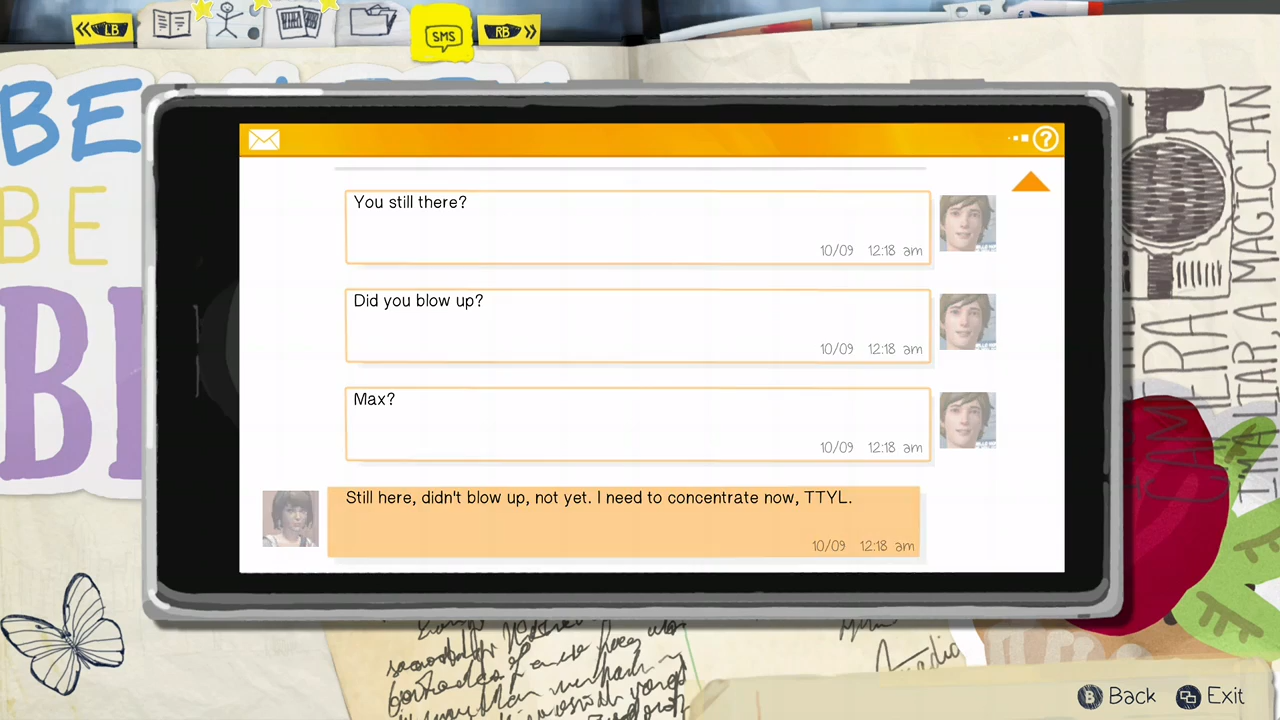 LB
SMS
RB
BE
BE
You still there?
10/09 12:18 am
Did you blow up?
10/09 12:18 am
Max?
10/09 12:18 am
Still here, didn't blow up, not yet. I need to concentrate now, TTYL.
10/09 12:18 am
CAMERA
LIAR, A MAGICIAN
B Back
Exit